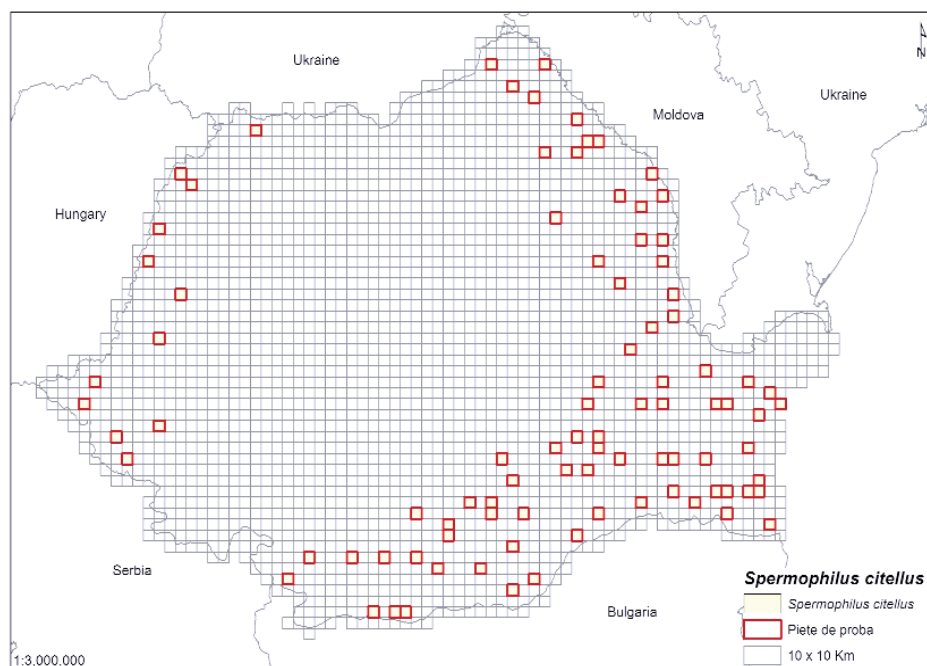 Ukraine
N
Moldova
Ukraine
Hungary
Serbia
Bulgaria
Spermophilus citellus
Spermophilus citellus
Piete de proba
10 x 10 Km
1:3.000.000